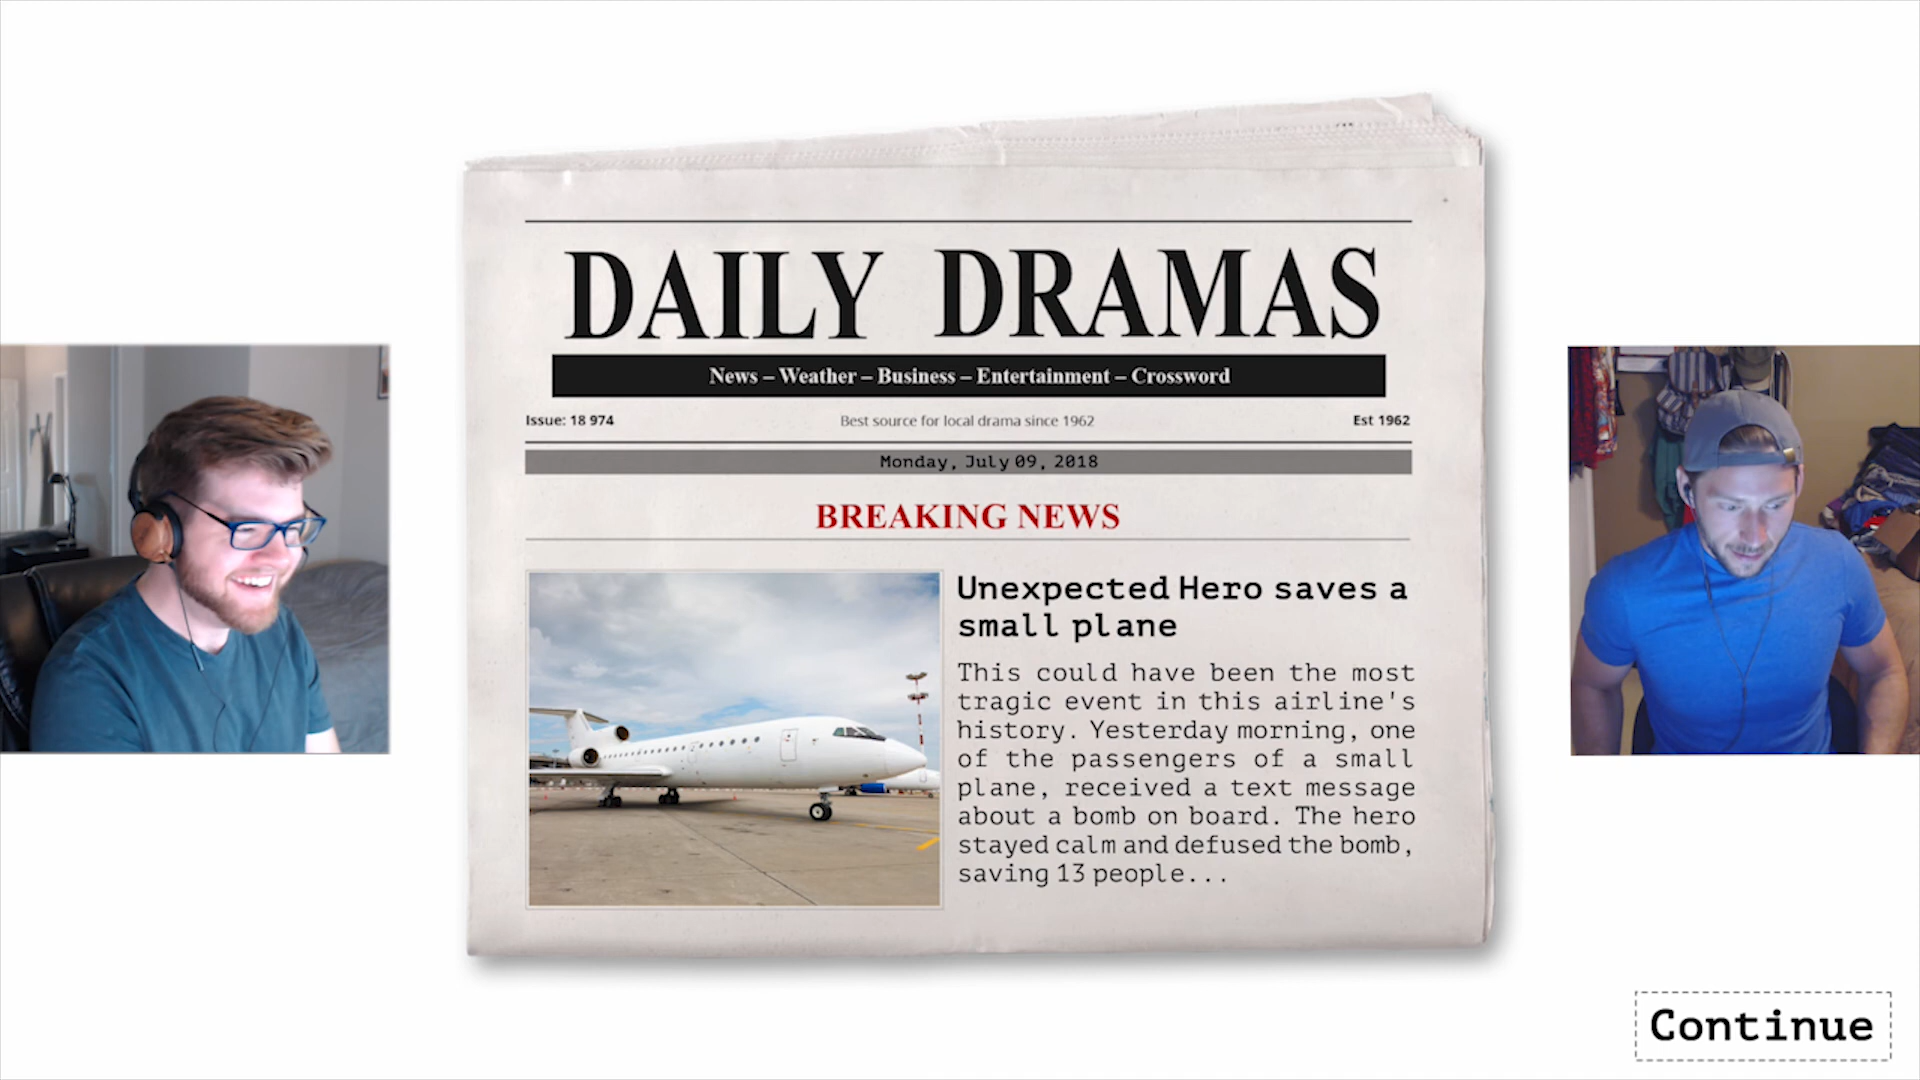 DAILY DRAMAS
News – Weather – Business – Entertainment – Crossword
Issue: 18 974
Best source for local drama since 1962
Est 1962
Monday, July 09, 2018
BREAKING NEWS
Unexpected Hero saves a
small plane
This could have been the most
tragic event in this airline's
history. Yesterday morning, one
of the passengers of a small
plane, received a text message
about a bomb on board. The hero
stayed calm and defused the bomb,
saving 13 people...
Continue